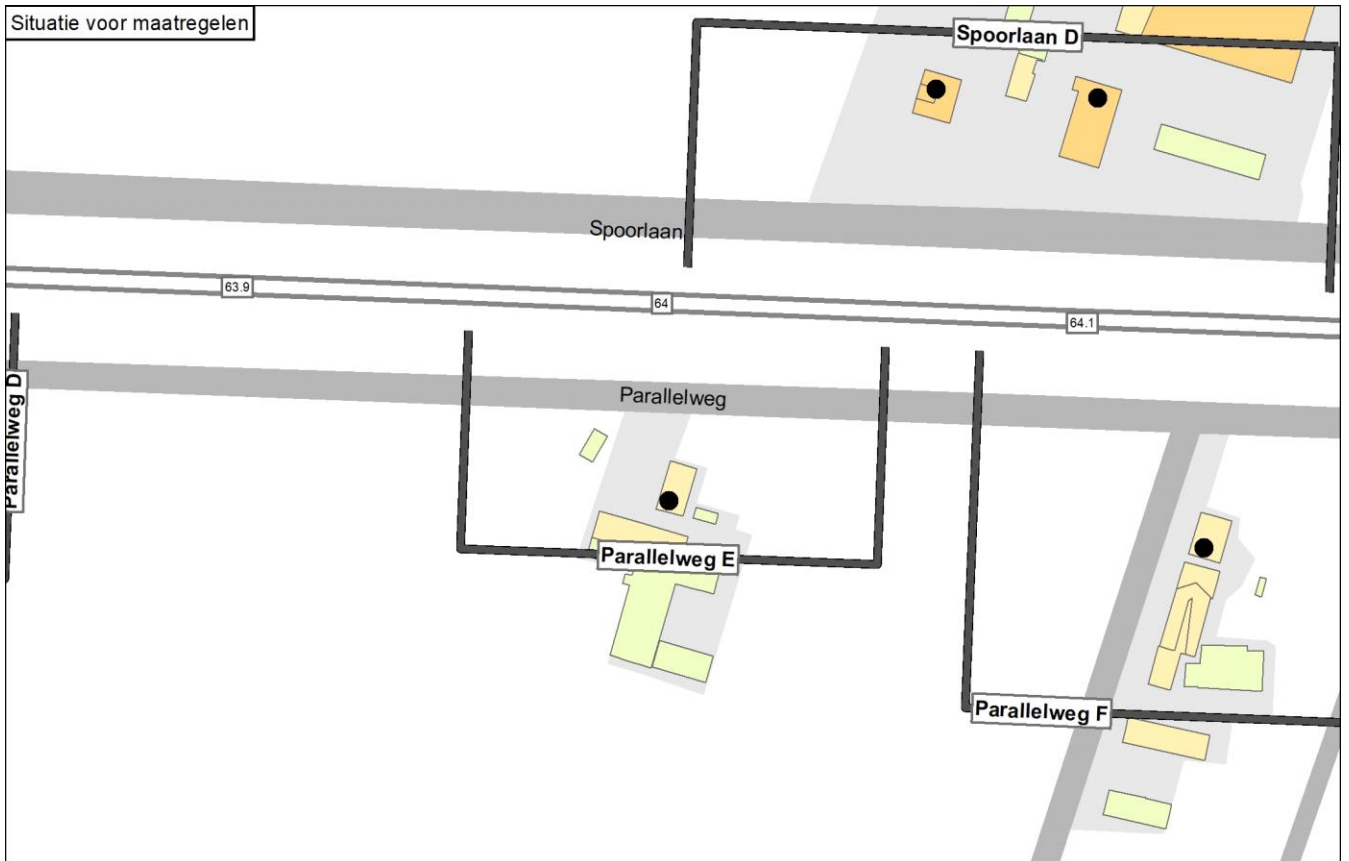 Situatie voor maatregelen
Spoorlaan D
Spoorlaan
63.9
64
64.1
Parallelweg D
Parallelweg
Parallelweg E
Parallelweg F